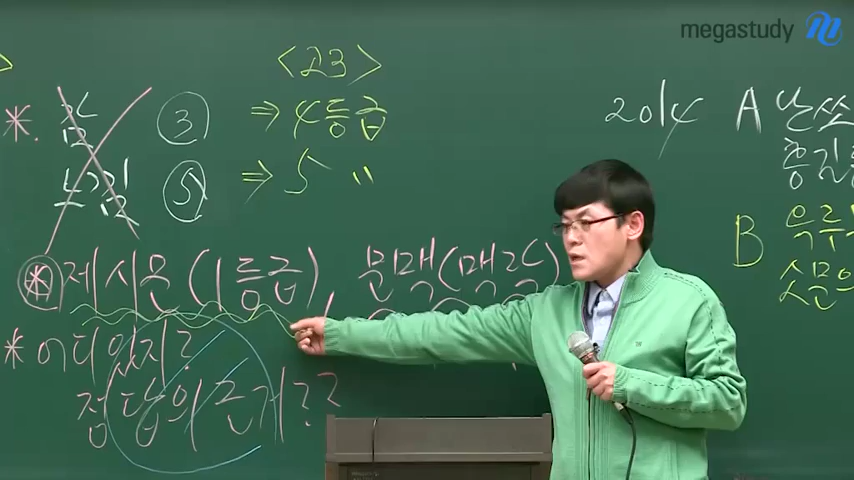 megastudy
<23>
2014 A
*. 감 ③ ⇒ 4등급
느낌 ⑤ ⇒ 5 〃
B
* 제시문 (1등급), 문맥(맥락)
* 어디있지?
정답의 근거??